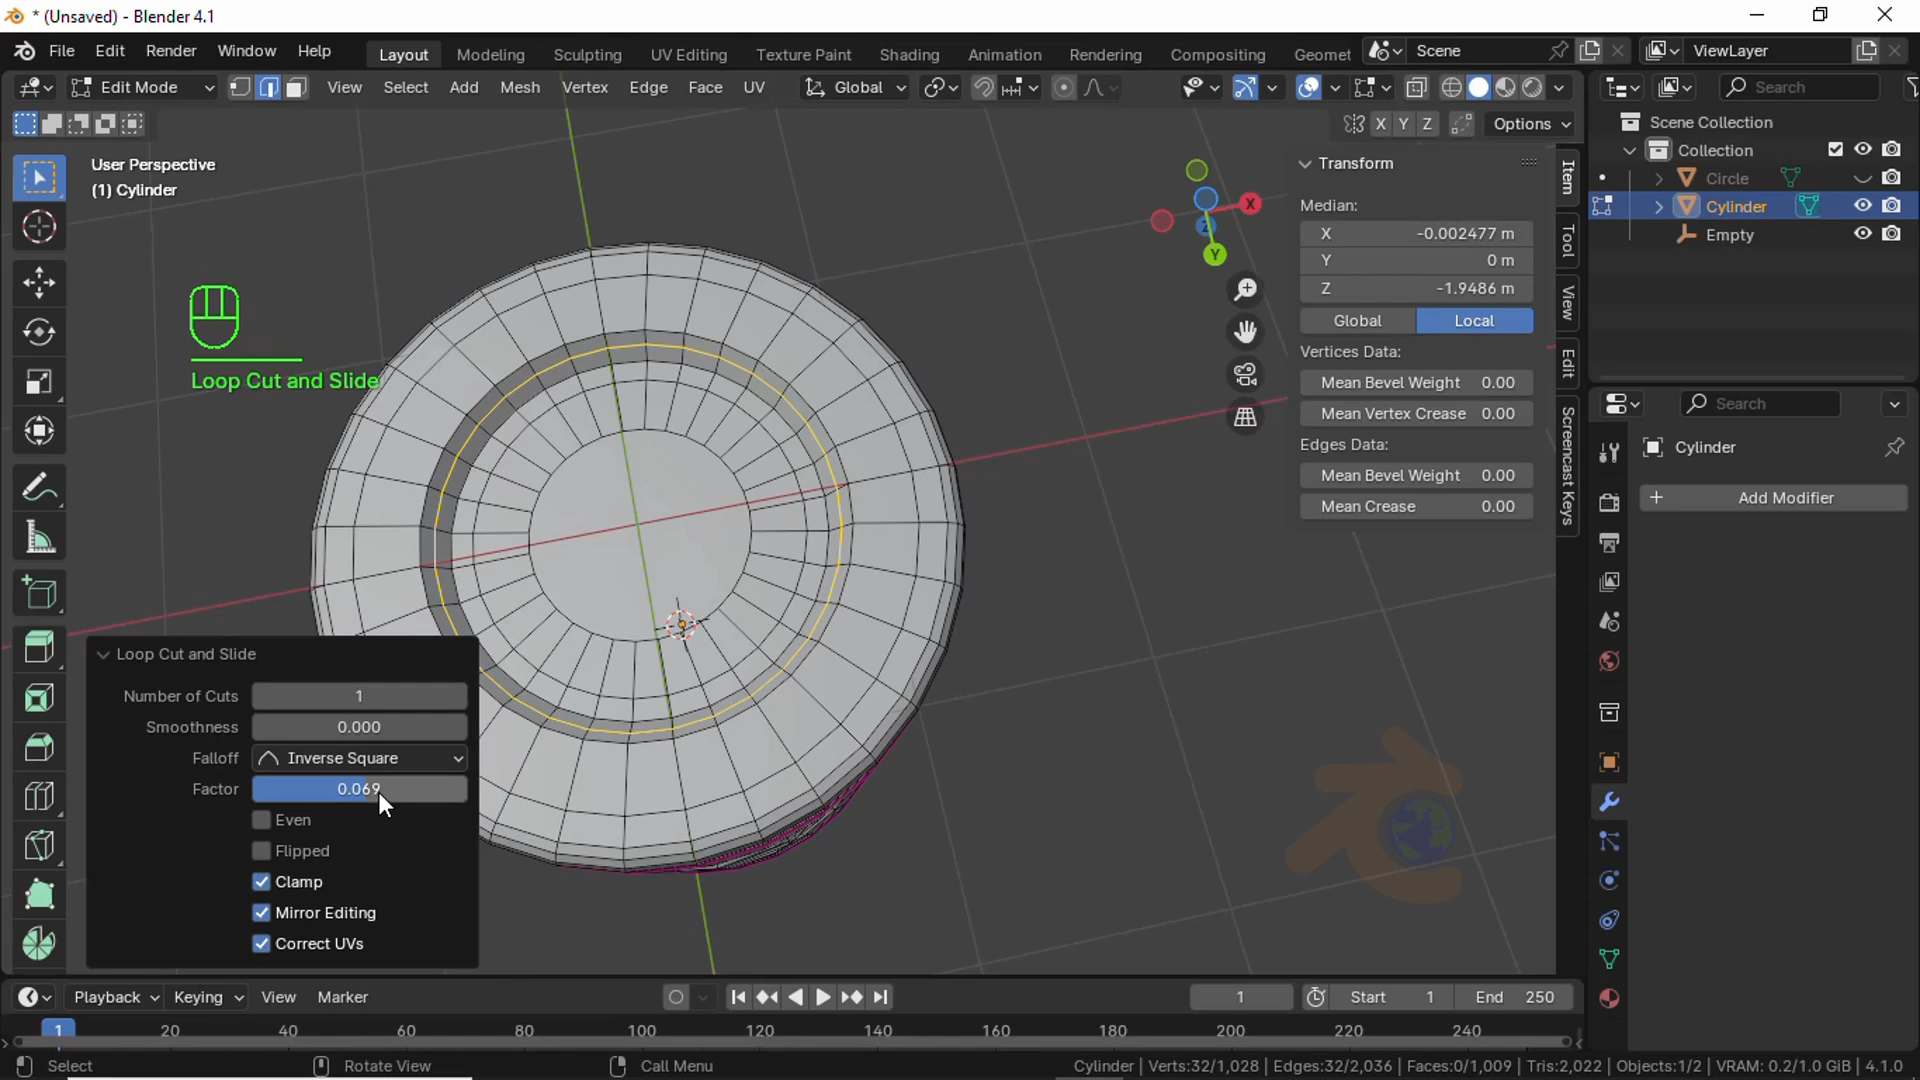 * (Unsaved) - Blender 4.1
File Edit Render Window Help
Layout Modeling Sculpting UV Editing Texture Paint Shading Animation Rendering Compositing Geomet
Scene
ViewLayer
Edit Mode
View Select Add Mesh Vertex Edge Face UV
Global
Search
X Y Z
Options
User Perspective
(1) Cylinder
Loop Cut and Slide
X
Y
Z
Transform
Median:
X -0.002477 m
Y 0 m
Z -1.9486 m
Global Local
Vertices Data:
Mean Bevel Weight 0.00
Mean Vertex Crease 0.00
Edges Data:
Mean Bevel Weight 0.00
Mean Crease 0.00
Item
Tool
View
Edit
Screencast Keys
Scene Collection
Collection
Circle
Cylinder
Empty
Search
Cylinder
Add Modifier
Loop Cut and Slide
Number of Cuts 1
Smoothness 0.000
Falloff Inverse Square
Factor 0.069
Even
Flipped
Clamp
Mirror Editing
Correct UVs
Playback Keying View Marker
1
Start 1
End 250
1 20 40 60 80 100 120 140 160 180 200 220 240
Select
Rotate View
Call Menu
Cylinder | Verts:32/1,028 | Edges:32/2,036 | Faces:0/1,009 | Tris:2,022 | Objects:1/2 | VRAM: 0.2/1.0 GiB | 4.1.0